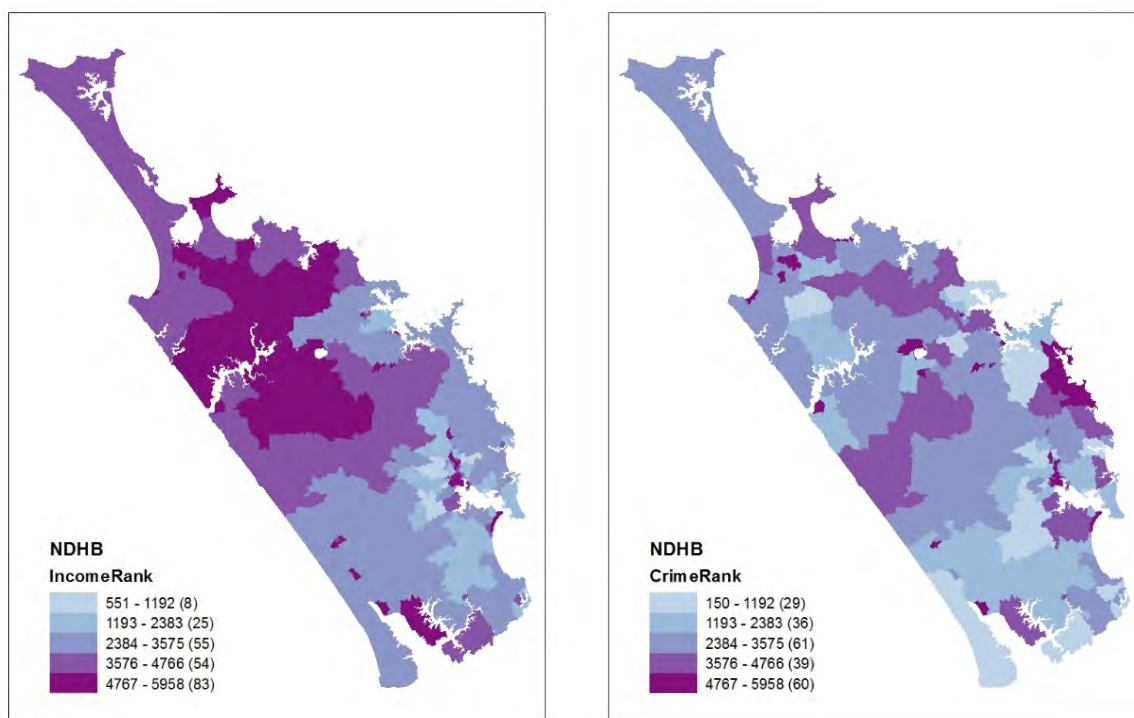 NDHB
IncomeRank
551 - 1192 (8)
1193 - 2383 (25)
2384 - 3575 (55)
3576 - 4766 (54)
4767 - 5958 (83)
NDHB
CrimeRank
150 - 1192 (29)
1193 - 2383 (36)
2384 - 3575 (61)
3576 - 4766 (39)
4767 - 5958 (60)